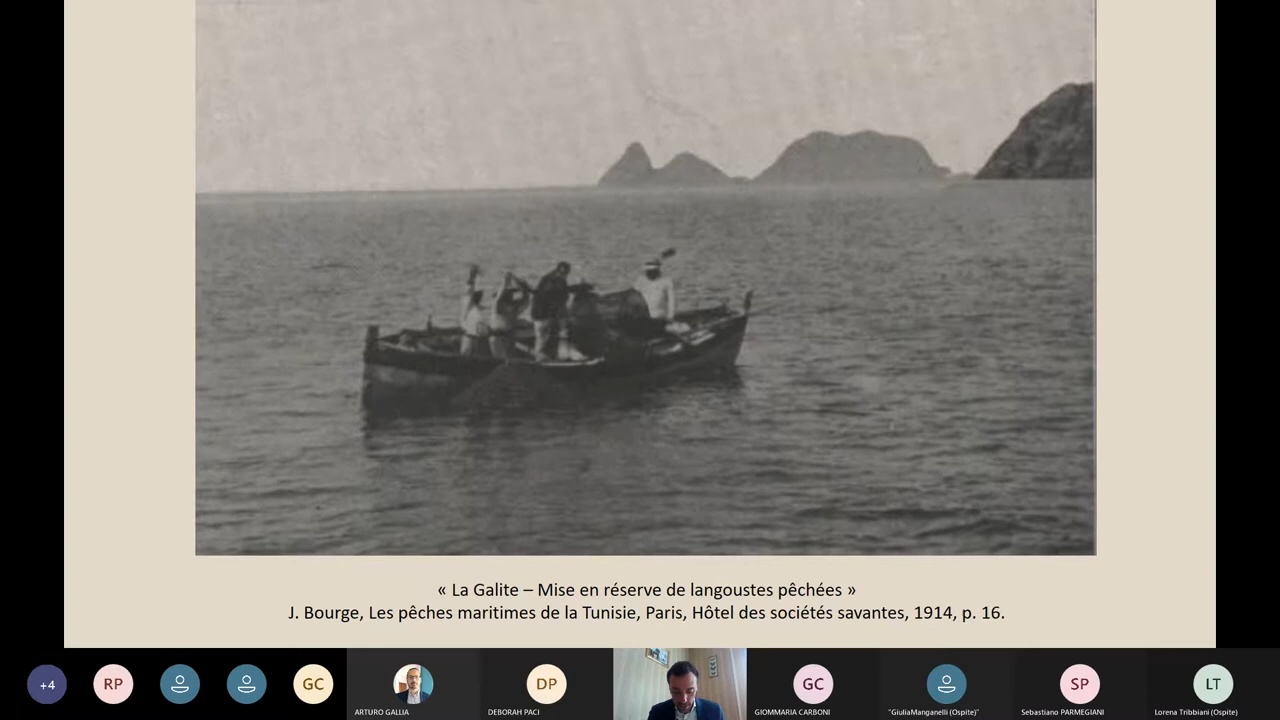 « La Galite – Mise en réserve de langoustes pêchées »
J. Bourge, Les pêches maritimes de la Tunisie, Paris, Hôtel des sociétés savantes, 1914, p. 16.
+4
RP
GC
ARTURO GALLIA
DP
DEBORAH PACI
GC
GIOMMARIA CARBONI
"GiuliaManganelli (Ospite)"
SP
Sebastiano PARMEGIANI
LT
Lorena Tribbiani (Ospite)